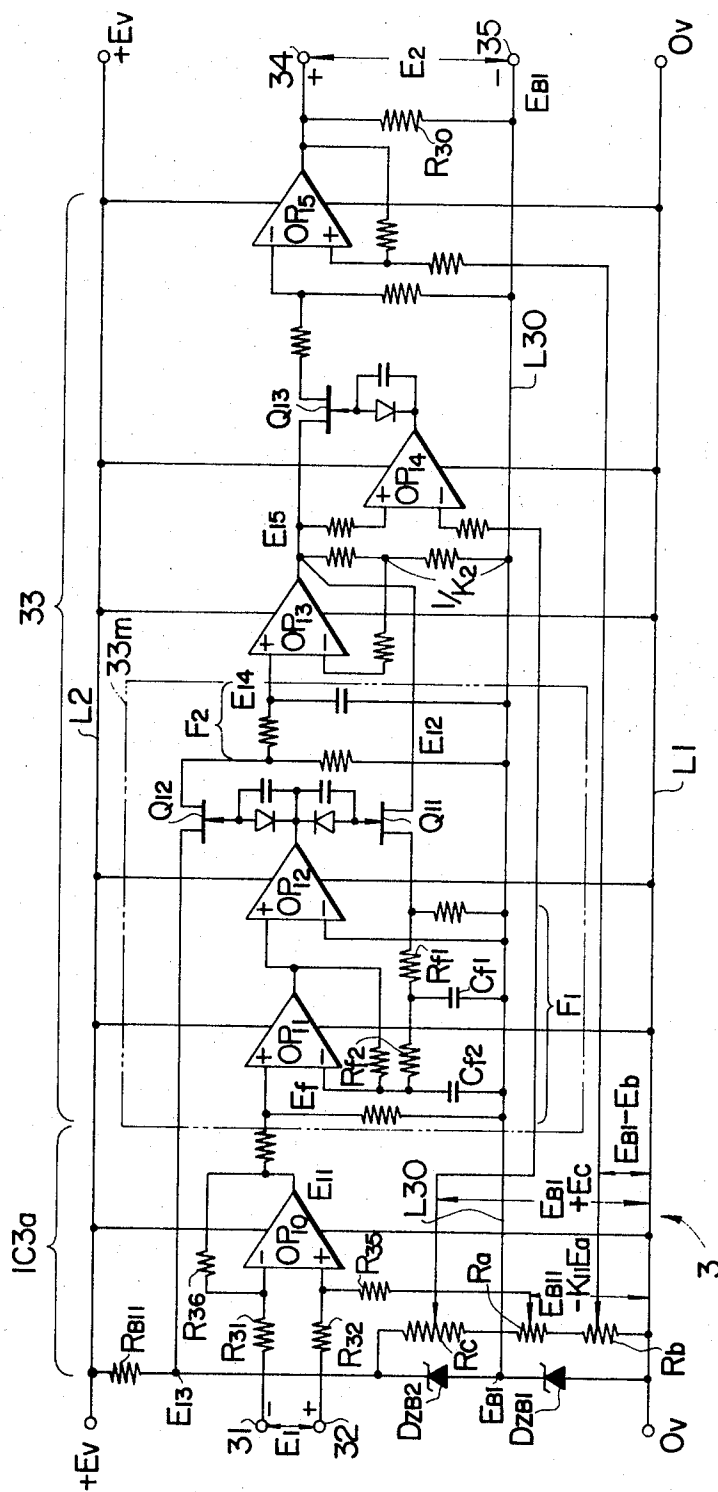 +Ev
+Ev
1C3a
33
33m
L2
RB11
E13
R36
R31
R32
R35
31
E1
32
-
+
OP10
E11
OP11
Ef
Rf2
Cf2
Rf1
Cf1
F1
OP12
Q12
Q11
F2
E14
E12
OP13
1/K2
E15
OP14
Q13
OP15
R30
34
+
E2
-
35
EB1
L30
L30
L1
DZB2
DZB1
EB1
Rc
Ra
Rb
EB1 +Ec
EB11 -K11Ea
EB1-Eb
3
0v
0v